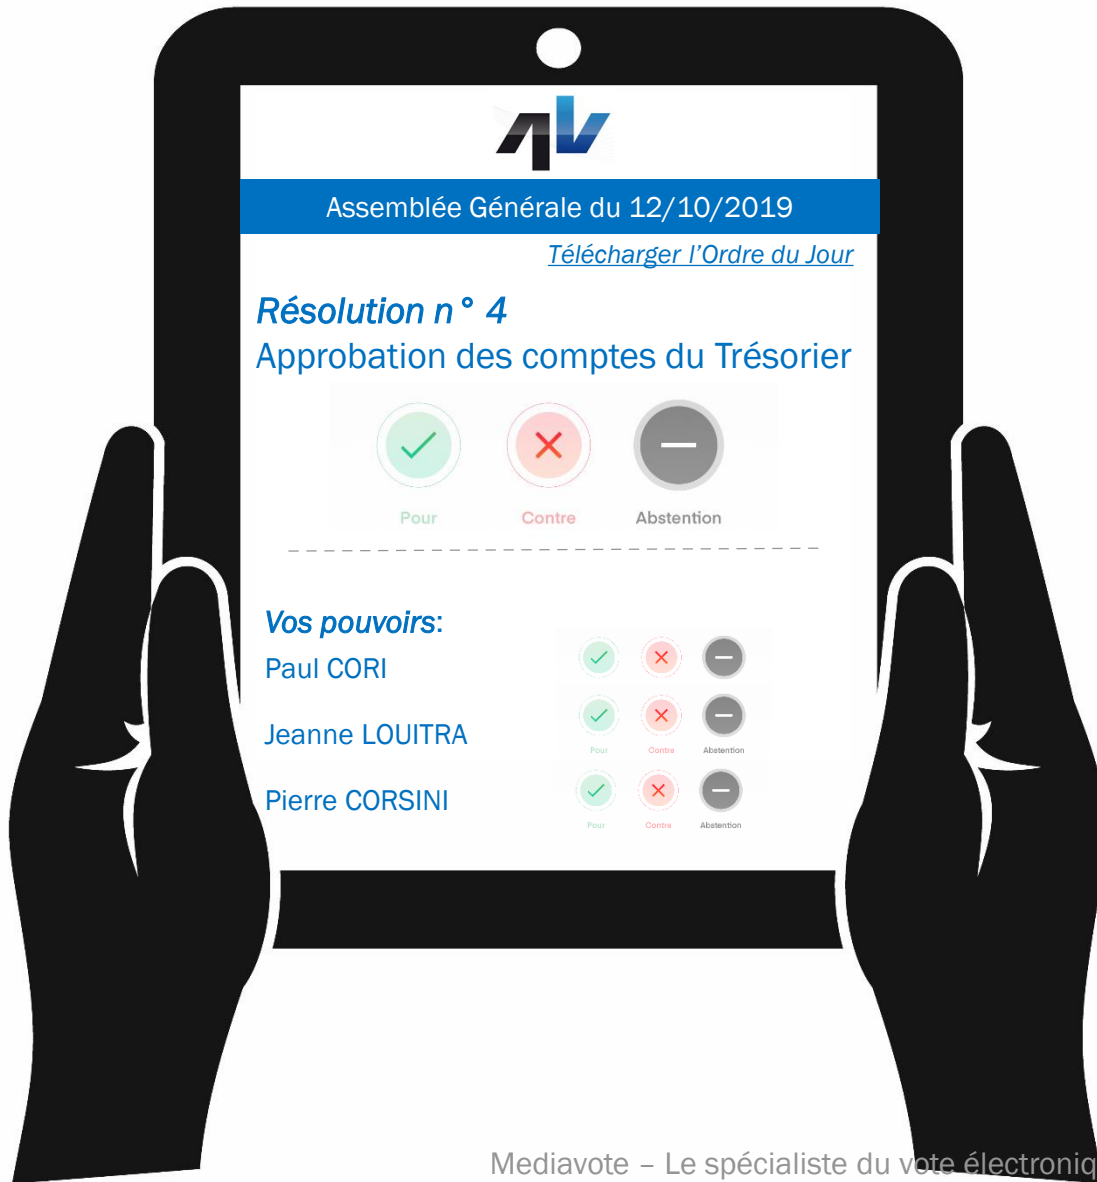 Assemblée Générale du 12/10/2019
Télécharger l'Ordre du Jour
Résolution n° 4
Approbation des comptes du Trésorier
Pour Contre Abstention
Vos pouvoirs:
Paul CORI
Jeanne LOUITRA
Pour Contre Abstention
Pierre CORSINI
Pour Contre Abstention
Mediavote – Le spécialiste du vote électroniq